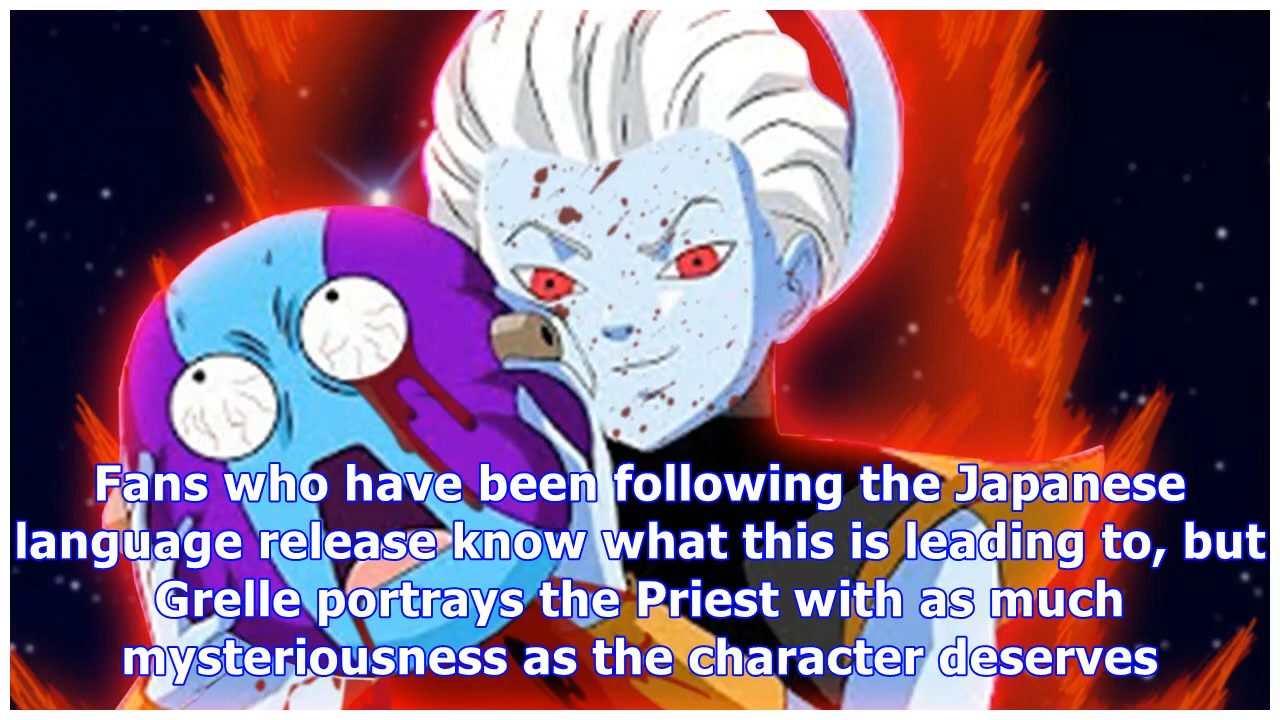 Fans who have been following the Japanese
language release know what this is leading to, but
Grelle portrays the Priest with as much
mysteriousness as the character deserves